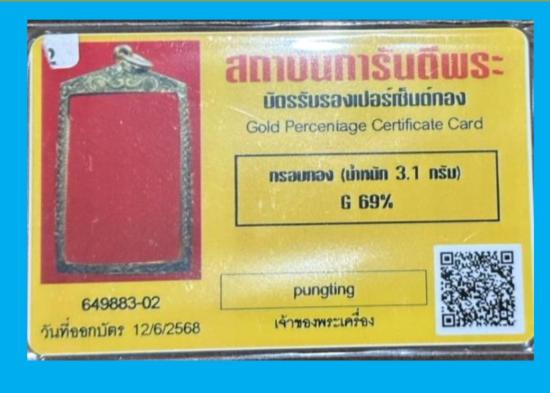 2
สถาบันการันตีพระ
บัตรรับรองเปอร์เซ็นต์ทอง
Gold Percentage Certificate Card
กรอบทอง (น้ำหนัก 3.1 กรัม)
G 69%
649883-02
วันที่ออกบัตร 12/6/2568
pungting
เจ้าของพระเครื่อง